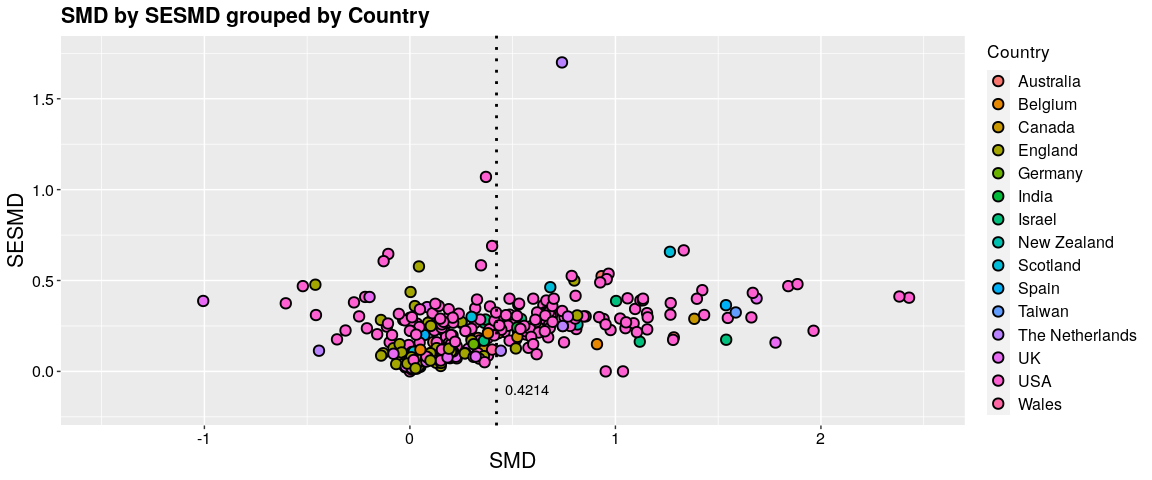 SMD by SESMD grouped by Country
SESMD
1.5
1.0
0.5
0.0
0.4214
-1
0
1
2
SMD
Country
Australia
Belgium
Canada
England
Germany
India
Israel
New Zealand
Scotland
Spain
Taiwan
The Netherlands
UK
USA
Wales